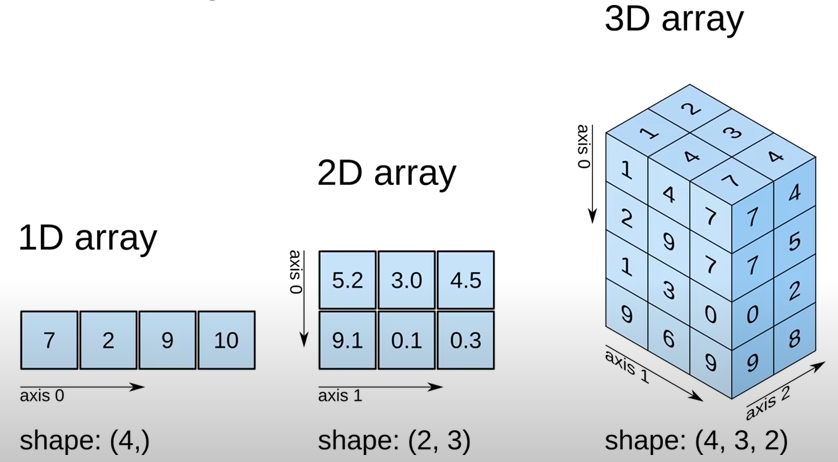 1D array
7 2 9 10
axis 0
shape: (4,)
2D array
axis 0
5.2 3.0 4.5
9.1 0.1 0.3
axis 1
shape: (2, 3)
3D array
axis 0
2
1 3
4 4
7
1 4 7 7 4
2 9 7 7 5
1 3 0 0 2
9 6 9 9 8
axis 1
axis 2
shape: (4, 3, 2)